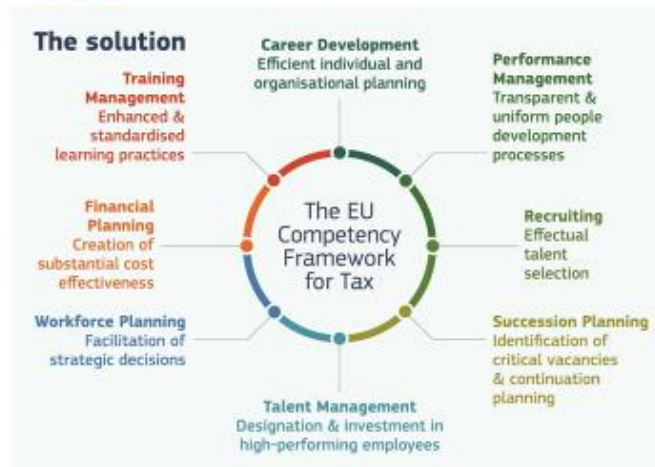 The solution
Career Development
Efficient individual and
organisational planning
Performance
Management
Transparent &
uniform people
development
processes
Recruiting
Effectual
talent
selection
Succession Planning
Identification of
critical vacancies
& continuation
planning
Talent Management
Designation & investment in
high-performing employees
Workforce Planning
Facilitation of
strategic decisions
Financial
Planning
Creation of
substantial cost
effectiveness
Training
Management
Enhanced &
standardised
learning practices
The EU
Competency
Framework
for Tax